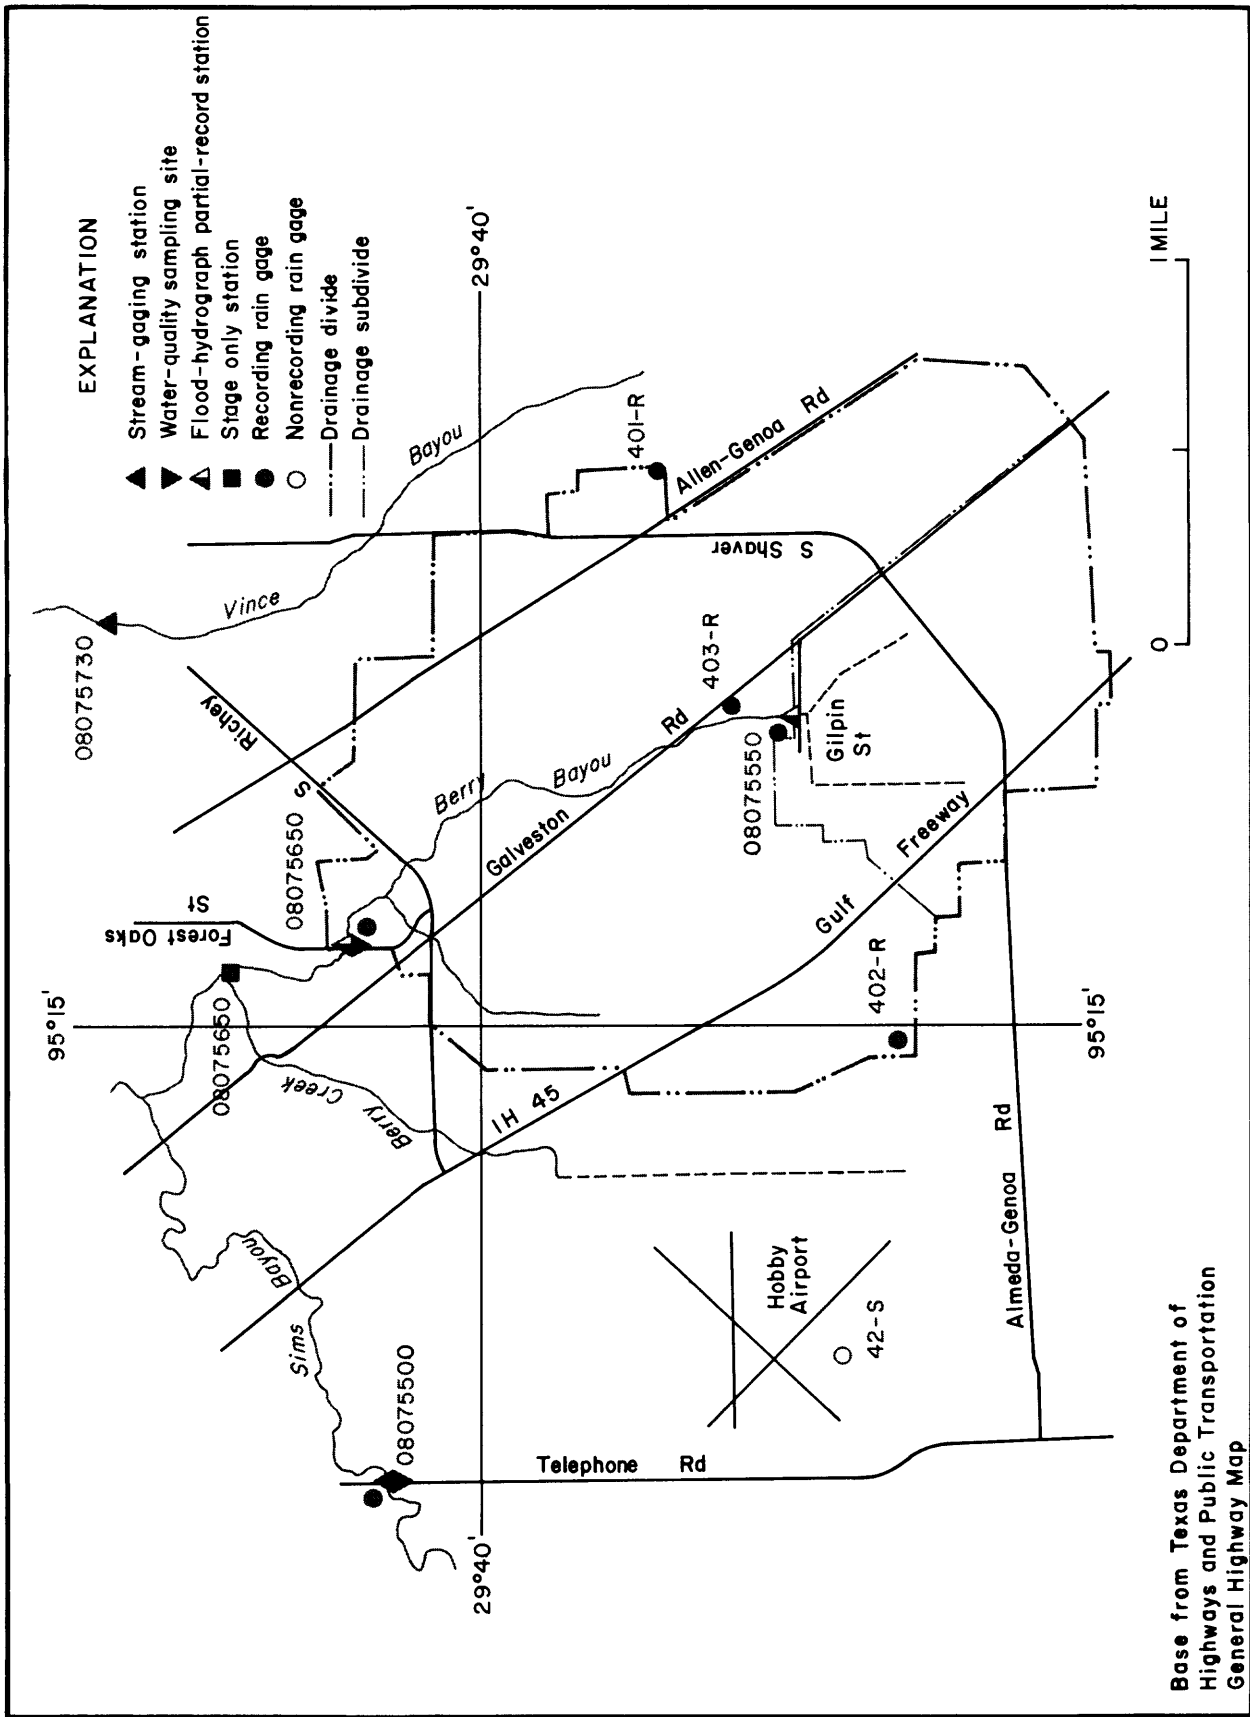 EXPLANATION
Stream-gaging station
Water-quality sampling site
Flood-hydrograph partial-record station
Stage only station
Recording rain gage
Nonrecording rain gage
Drainage divide
Drainage subdivide
95°15'
08075650
Forest Oaks
St
08075650
S
Richey
08075730
Vince
Bayou
29°40'
Sims
Bayou
Berry
Creek
08075500
29°40'
IH 45
Galveston
Rd
Berry
Bayou
403-R
401-R
Allen-Genoa Rd
S Shaver
Telephone Rd
Hobby
Airport
42-S
402-R
Gulf
Freeway
08075550
Gilpin
St
Almeda-Genoa Rd
95°15'
0
1 MILE
Base from Texas Department of
Highways and Public Transportation
General Highway Map